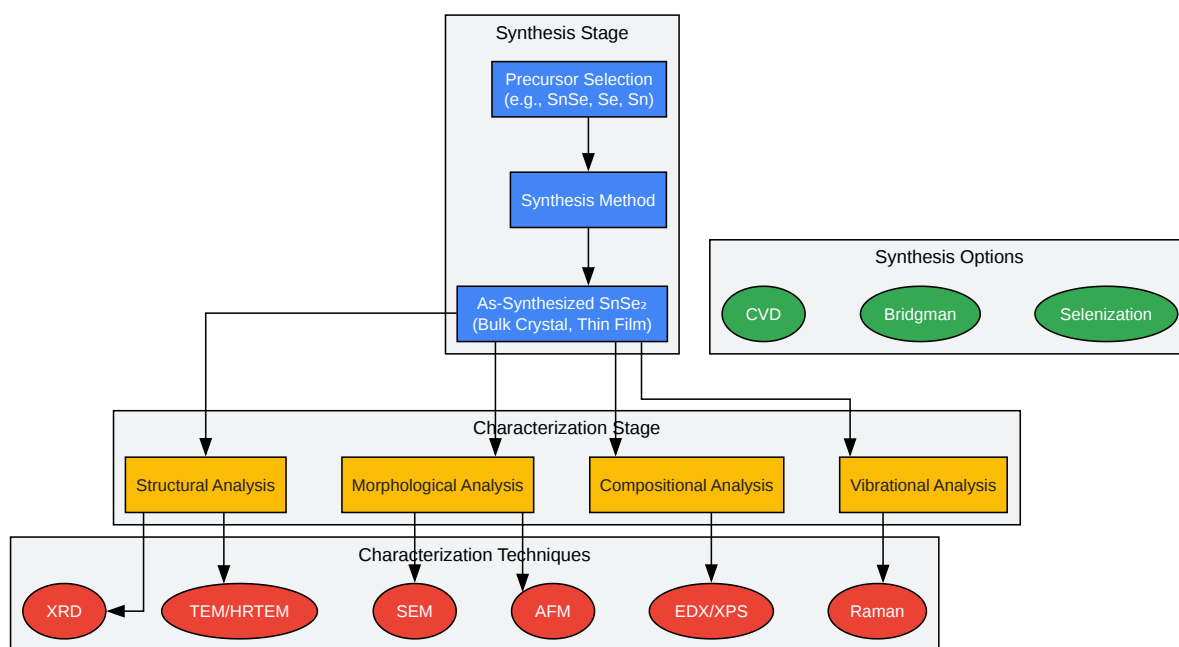 Synthesis Stage
Precursor Selection
(e.g., SnSe, Se, Sn)
Synthesis Method
As-Synthesized SnSe₂
(Bulk Crystal, Thin Film)
Synthesis Options
CVD
Bridgman
Selenization
Characterization Stage
Structural Analysis
Morphological Analysis
Compositional Analysis
Vibrational Analysis
Characterization Techniques
XRD
TEM/HRTEM
SEM
AFM
EDX/XPS
Raman